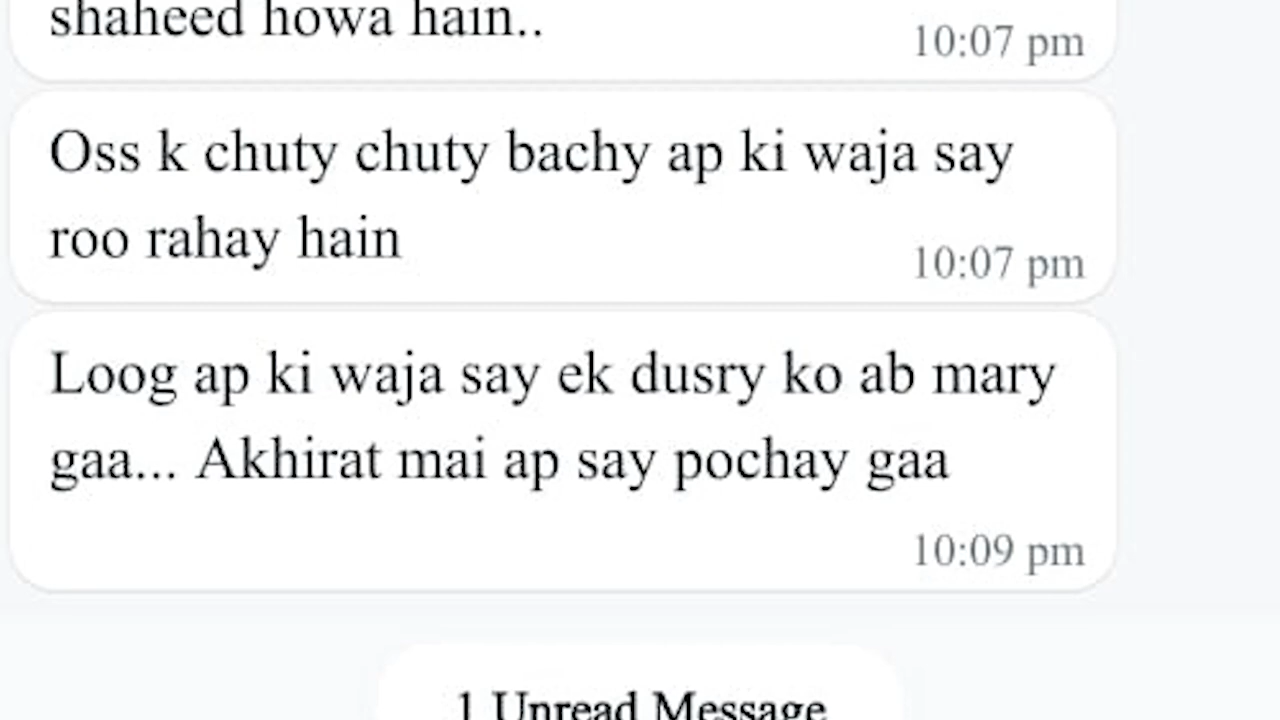 shaheed howa hain..
10:07 pm
Oss k chuty chuty bachy ap ki waja say
roo rahay hain
10:07 pm
Loog ap ki waja say ek dusry ko ab mary
gaa... Akhirat mai ap say pochay gaa
10:09 pm
1 Unread Message